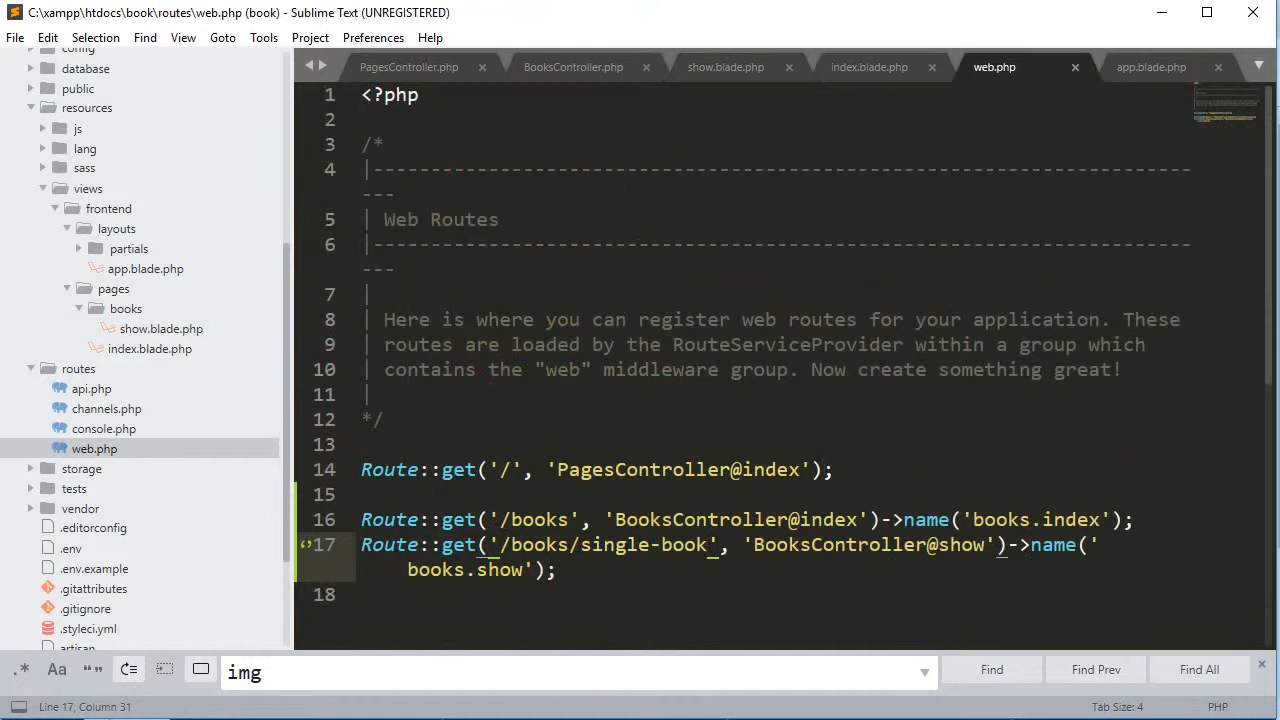 C:\xampp\htdocs\book\routes\web.php (book) - Sublime Text (UNREGISTERED)
File Edit Selection Find View Goto Tools Project Preferences Help
config
database
public
resources
js
lang
sass
views
frontend
layouts
partials
app.blade.php
pages
books
show.blade.php
index.blade.php
routes
api.php
channels.php
console.php
web.php
storage
tests
vendor
.editorconfig
.env
.env.example
.gitattributes
.gitignore
.styleci.yml
artisan
PagesController.php BooksController.php show.blade.php index.blade.php web.php app.blade.php
1 <?php
2
3 /*
4 |------------------------------------------------------------------------
---
5 | Web Routes
6 |------------------------------------------------------------------------
---
7 |
8 | Here is where you can register web routes for your application. These
9 | routes are loaded by the RouteServiceProvider within a group which
10 | contains the "web" middleware group. Now create something great!
11 |
12 */
13
14 Route::get('/', 'PagesController@index');
15
16 Route::get('/books', 'BooksController@index')->name('books.index');
17 Route::get('/books/single-book', 'BooksController@show')->name('
books.show');
18
.* Aa “” img Find Find Prev Find All
Line 17, Column 31 Tab Size: 4 PHP